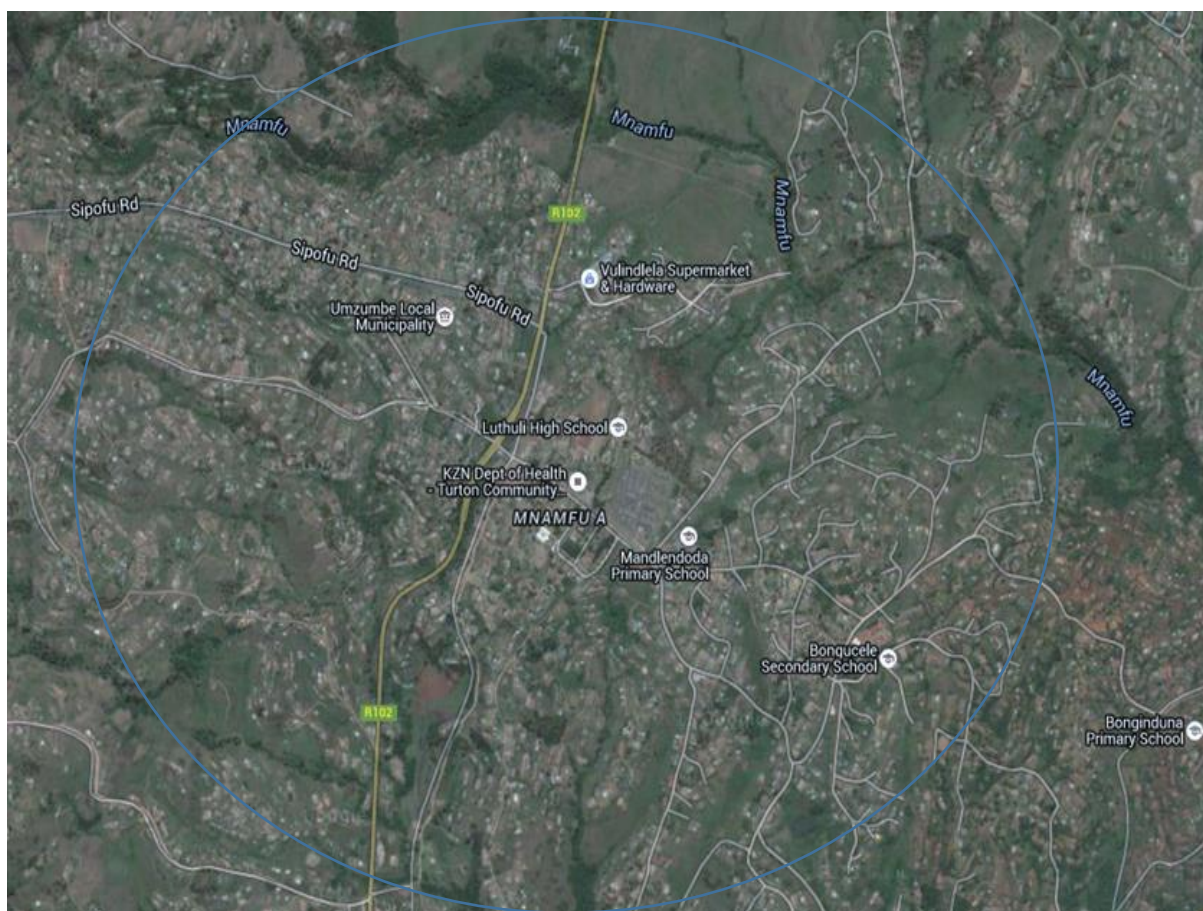 Mnamfu
Mnamfu
Mnamfu
Sipofu Rd
R102
Sipofu Rd
Vulindlela Supermarket
& Hardware
Sipofu Rd
Umzumbe Local
Municipality
Mnamfu
Luthuli High School
KZN Dept of Health
- Turton Community...
MNAMFU A
Mandlendoda
Primary School
Bonqucele
Secondary School
R102
Bonginduna
Primary School